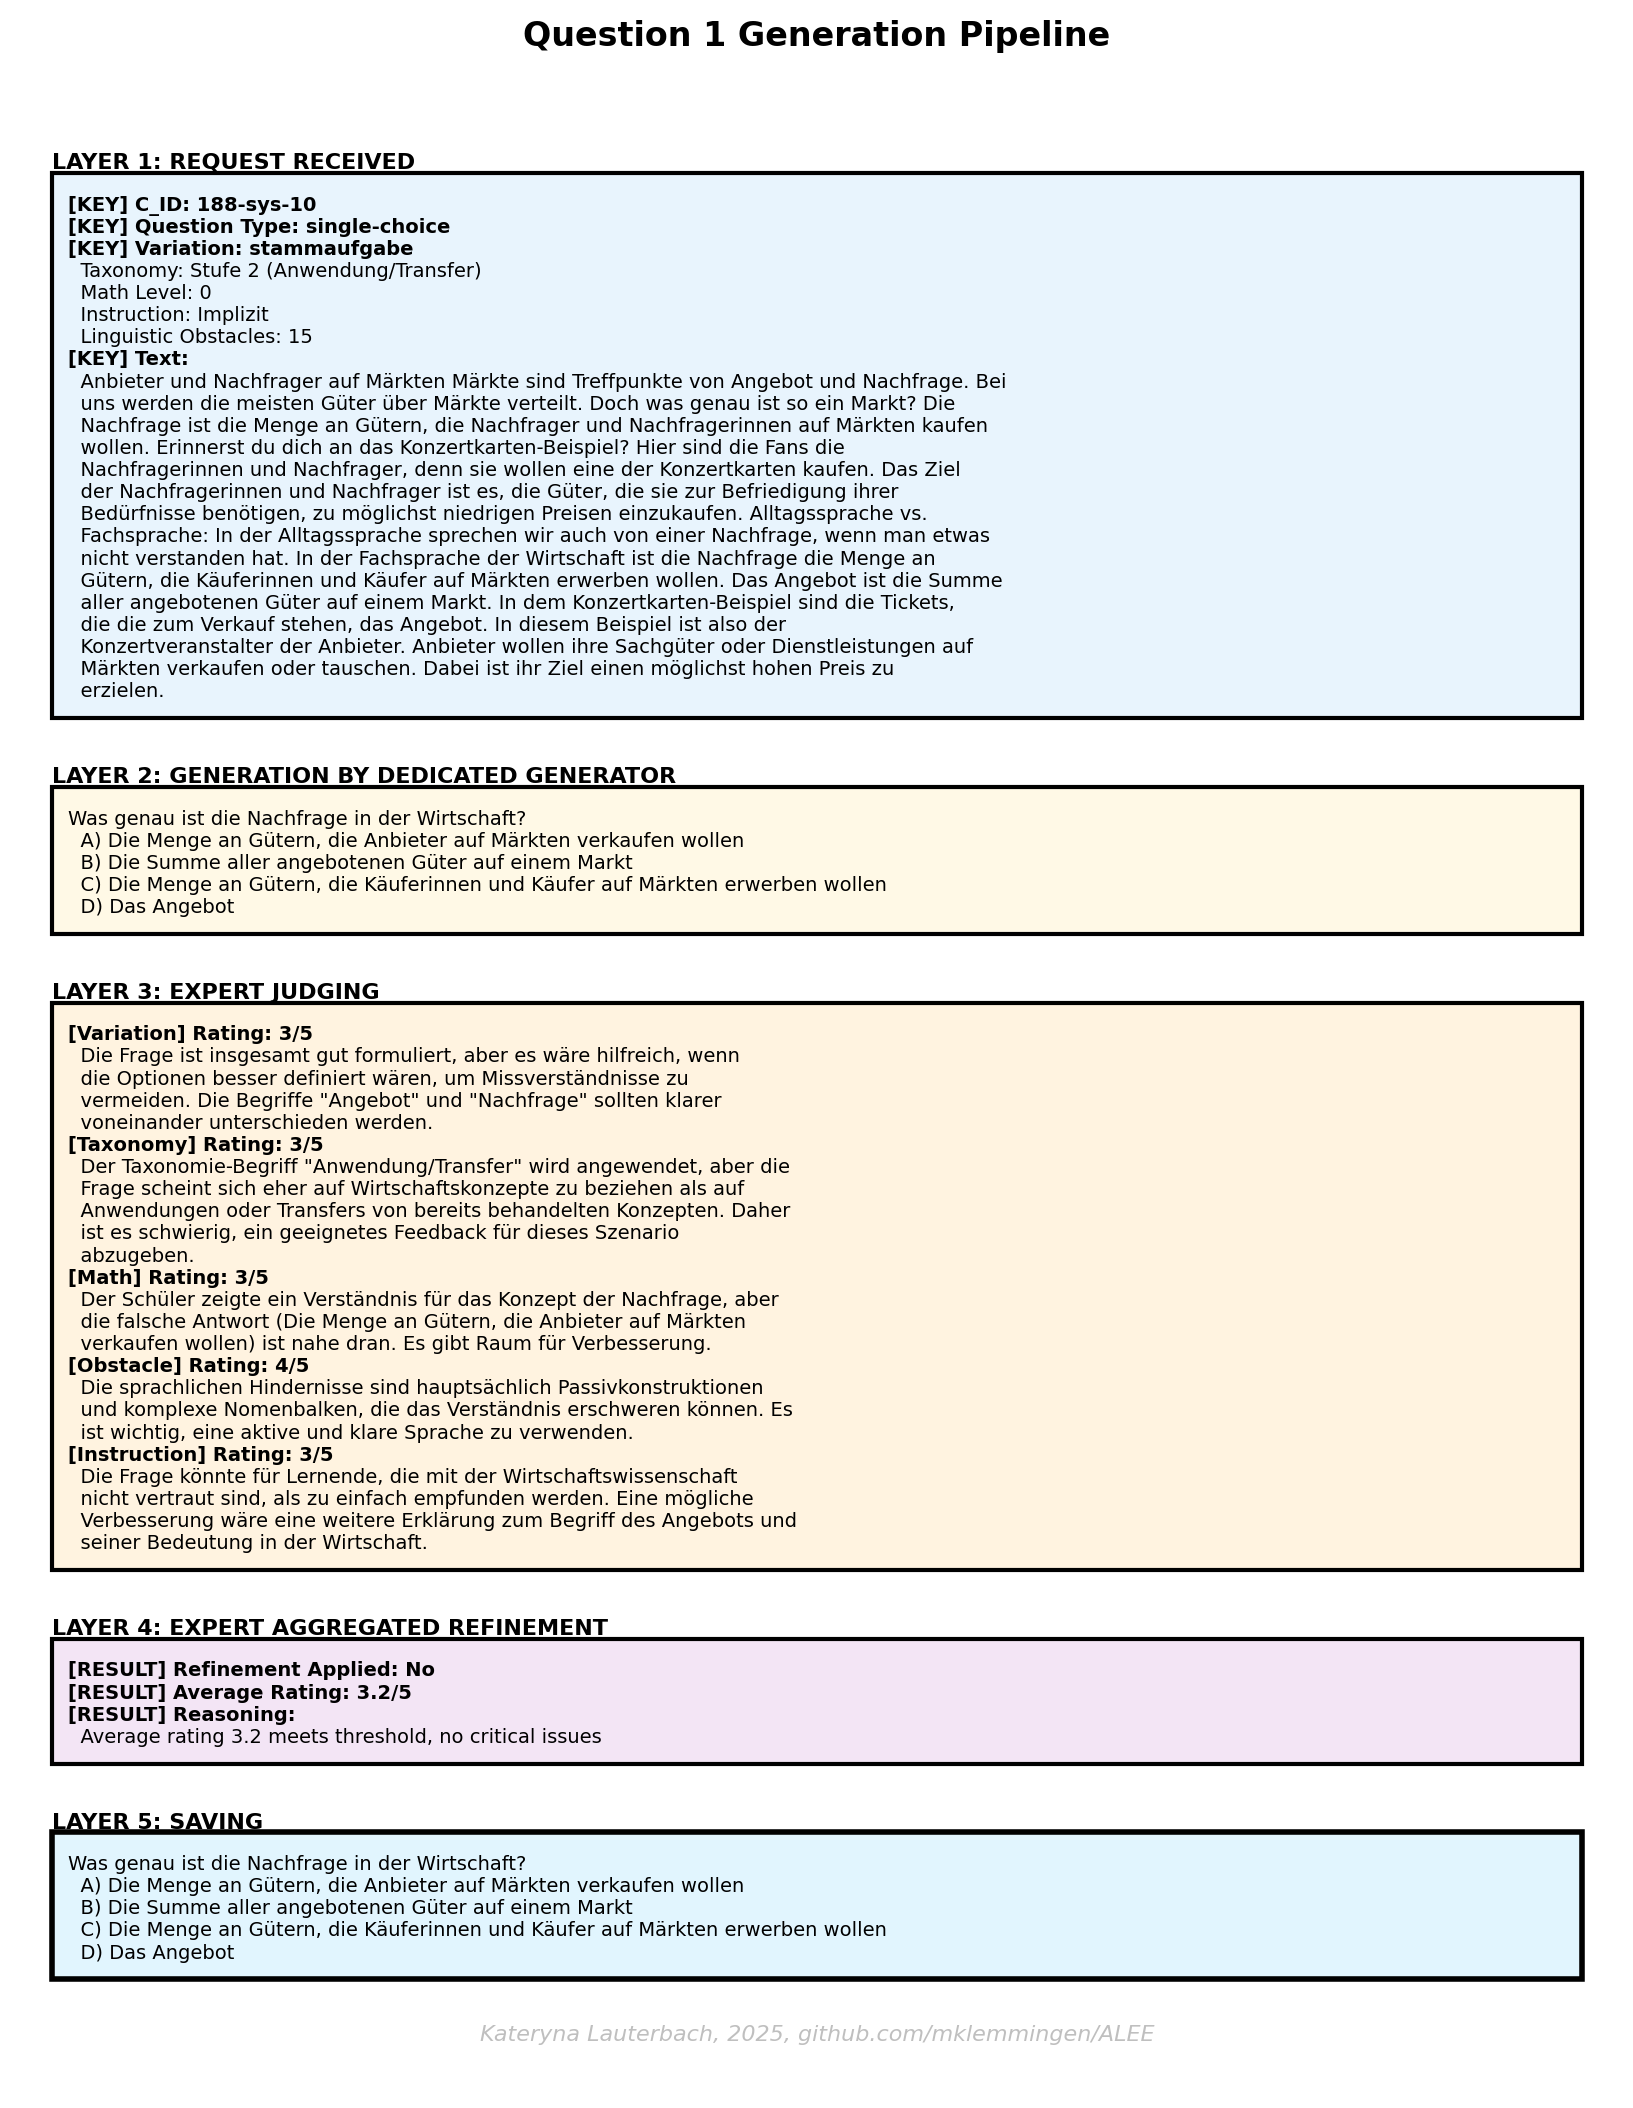 Question 1 Generation Pipeline
LAYER 1: REQUEST RECEIVED
[KEY] C_ID: 188-sys-10
[KEY] Question Type: single-choice
[KEY] Variation: stammaufgabe
Taxonomy: Stufe 2 (Anwendung/Transfer)
Math Level: 0
Instruction: Implizit
Linguistic Obstacles: 15
[KEY] Text:
Anbieter und Nachfrager auf Märkten Märkte sind Treffpunkte von Angebot und Nachfrage. Bei
uns werden die meisten Güter über Märkte verteilt. Doch was genau ist so ein Markt? Die
Nachfrage ist die Menge an Gütern, die Nachfrager und Nachfragerinnen auf Märkten kaufen
wollen. Erinnerst du dich an das Konzertkarten-Beispiel? Hier sind die Fans die
Nachfragerinnen und Nachfrager, denn sie wollen eine der Konzertkarten kaufen. Das Ziel
der Nachfragerinnen und Nachfrager ist es, die Güter, die sie zur Befriedigung ihrer
Bedürfnisse benötigen, zu möglichst niedrigen Preisen einzukaufen. Alltagssprache vs.
Fachsprache: In der Alltagssprache sprechen wir auch von einer Nachfrage, wenn man etwas
nicht verstanden hat. In der Fachsprache der Wirtschaft ist die Nachfrage die Menge an
Gütern, die Käuferinnen und Käufer auf Märkten erwerben wollen. Das Angebot ist die Summe
aller angebotenen Güter auf einem Markt. In dem Konzertkarten-Beispiel sind die Tickets,
die die zum Verkauf stehen, das Angebot. In diesem Beispiel ist also der
Konzertveranstalter der Anbieter. Anbieter wollen ihre Sachgüter oder Dienstleistungen auf
Märkten verkaufen oder tauschen. Dabei ist ihr Ziel einen möglichst hohen Preis zu
erzielen.
LAYER 2: GENERATION BY DEDICATED GENERATOR
Was genau ist die Nachfrage in der Wirtschaft?
A) Die Menge an Gütern, die Anbieter auf Märkten verkaufen wollen
B) Die Summe aller angebotenen Güter auf einem Markt
C) Die Menge an Gütern, die Käuferinnen und Käufer auf Märkten erwerben wollen
D) Das Angebot
LAYER 3: EXPERT JUDGING
[Variation] Rating: 3/5
Die Frage ist insgesamt gut formuliert, aber es wäre hilfreich, wenn
die Optionen besser definiert wären, um Missverständnisse zu
vermeiden. Die Begriffe "Angebot" und "Nachfrage" sollten klarer
voneinander unterschieden werden.
[Taxonomy] Rating: 3/5
Der Taxonomie-Begriff "Anwendung/Transfer" wird angewendet, aber die
Frage scheint sich eher auf Wirtschaftskonzepte zu beziehen als auf
Anwendungen oder Transfers von bereits behandelten Konzepten. Daher
ist es schwierig, ein geeignetes Feedback für dieses Szenario
abzugeben.
[Math] Rating: 3/5
Der Schüler zeigte ein Verständnis für das Konzept der Nachfrage, aber
die falsche Antwort (Die Menge an Gütern, die Anbieter auf Märkten
verkaufen wollen) ist nahe dran. Es gibt Raum für Verbesserung.
[Obstacle] Rating: 4/5
Die sprachlichen Hindernisse sind hauptsächlich Passivkonstruktionen
und komplexe Nomenbalken, die das Verständnis erschweren können. Es
ist wichtig, eine aktive und klare Sprache zu verwenden.
[Instruction] Rating: 3/5
Die Frage könnte für Lernende, die mit der Wirtschaftswissenschaft
nicht vertraut sind, als zu einfach empfunden werden. Eine mögliche
Verbesserung wäre eine weitere Erklärung zum Begriff des Angebots und
seiner Bedeutung in der Wirtschaft.
LAYER 4: EXPERT AGGREGATED REFINEMENT
[RESULT] Refinement Applied: No
[RESULT] Average Rating: 3.2/5
[RESULT] Reasoning:
Average rating 3.2 meets threshold, no critical issues
LAYER 5: SAVING
Was genau ist die Nachfrage in der Wirtschaft?
A) Die Menge an Gütern, die Anbieter auf Märkten verkaufen wollen
B) Die Summe aller angebotenen Güter auf einem Markt
C) Die Menge an Gütern, die Käuferinnen und Käufer auf Märkten erwerben wollen
D) Das Angebot
Kateryna Lauterbach, 2025, github.com/mklemmingen/ALEE